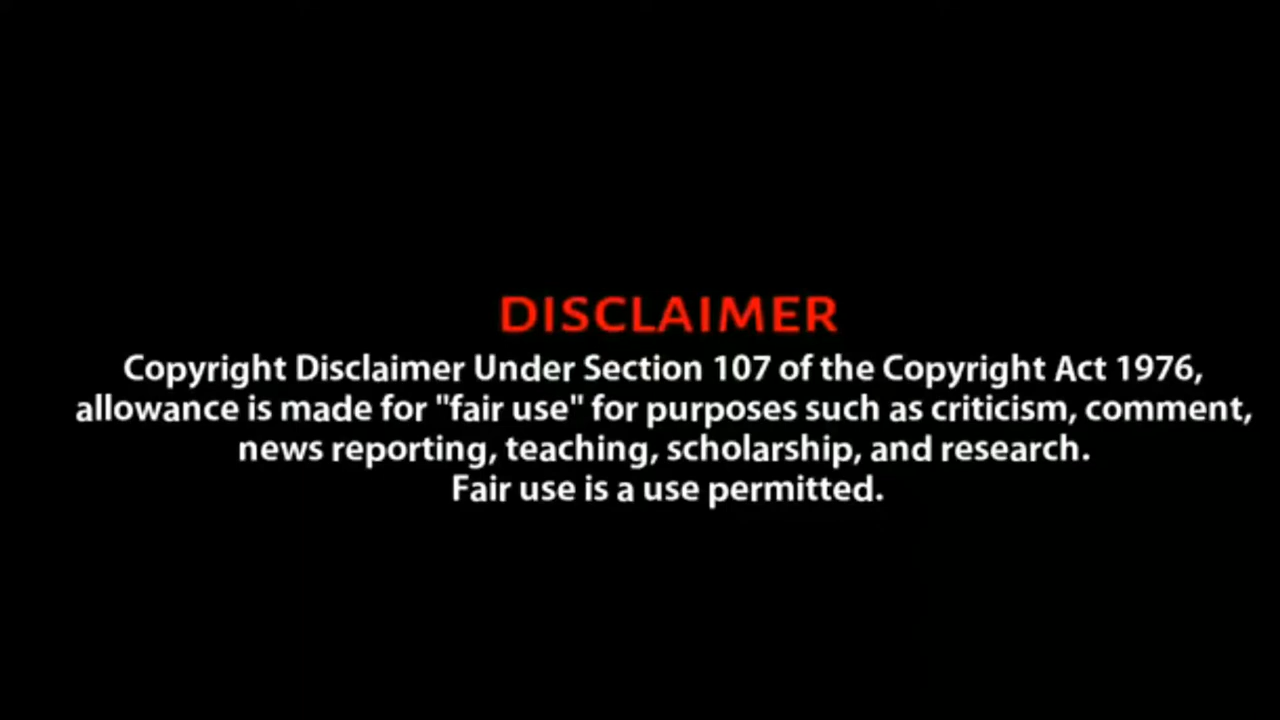 DISCLAIMER
Copyright Disclaimer Under Section 107 of the Copyright Act 1976,
allowance is made for "fair use" for purposes such as criticism, comment,
news reporting, teaching, scholarship, and research.
Fair use is a use permitted.